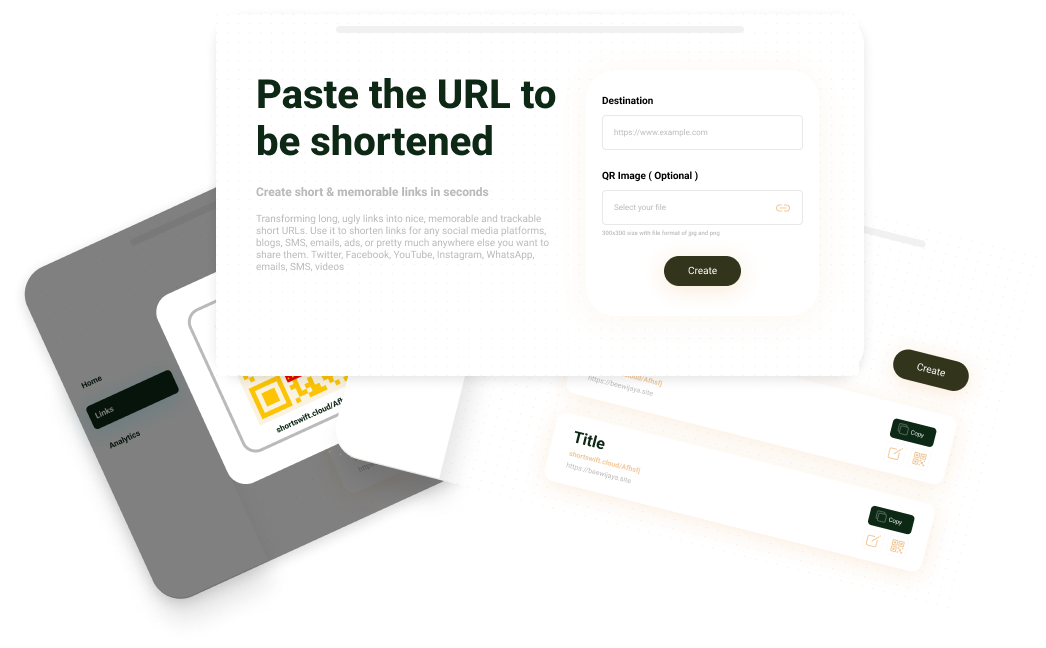 Paste the URL to
be shortened
Create short & memorable links in seconds
Transforming long, ugly links into nice, memorable and trackable
short URLs. Use it to shorten links for any social media platforms,
blogs, SMS, emails, ads, or pretty much anywhere else you want to
share them. Twitter, Facebook, YouTube, Instagram, WhatsApp,
emails, SMS, videos
Destination
https://www.example.com
QR Image ( Optional )
Select your file
300x300 size with file format of jpg and png
Create
Home
Links
Analytics
shortswift.cloud/Afh
Create
https://beewijaya.site
Copy
Title
shortswift.cloud/Afhsfj
https://beewijaya.site
Copy